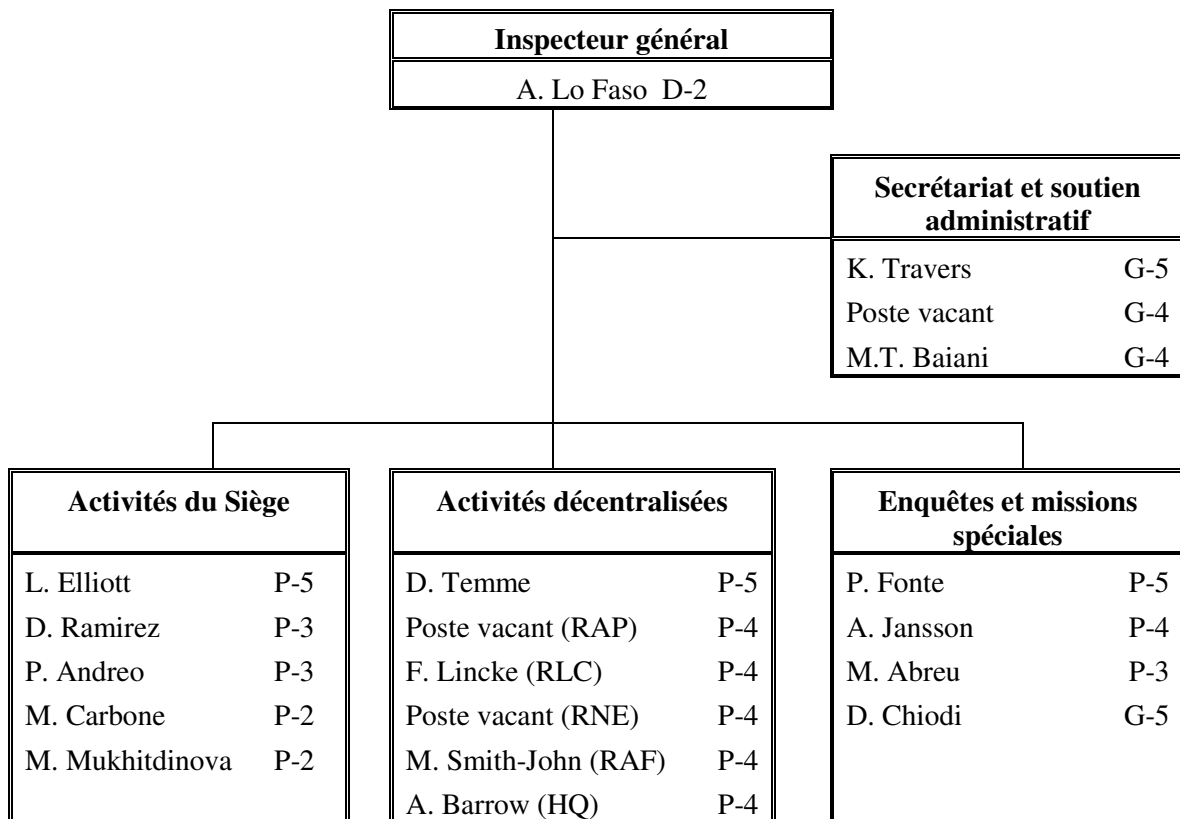 Inspecteur général
A. Lo Faso D-2
Secrétariat et soutien
administratif
K. Travers G-5
Poste vacant G-4
M.T. Baiani G-4
Activités du Siège
L. Elliott P-5
D. Ramirez P-3
P. Andreo P-3
M. Carbone P-2
M. Mukhitdinova P-2
Activités décentralisées
D. Temme P-5
Poste vacant (RAP) P-4
F. Lincke (RLC) P-4
Poste vacant (RNE) P-4
M. Smith-John (RAF) P-4
A. Barrow (HQ) P-4
Enquêtes et missions
spéciales
P. Fonte P-5
A. Jansson P-4
M. Abreu P-3
D. Chiodi G-5